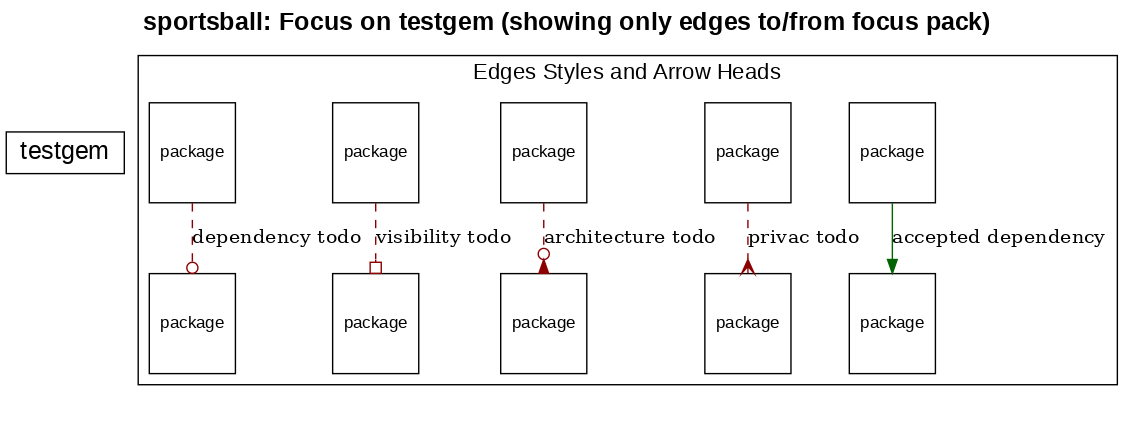 sportsball: Focus on testgem (showing only edges to/from focus pack)
Edges Styles and Arrow Heads
testgem
package package package package package
dependency todo visibility todo architecture todo privac todo accepted dependency
package package package package package